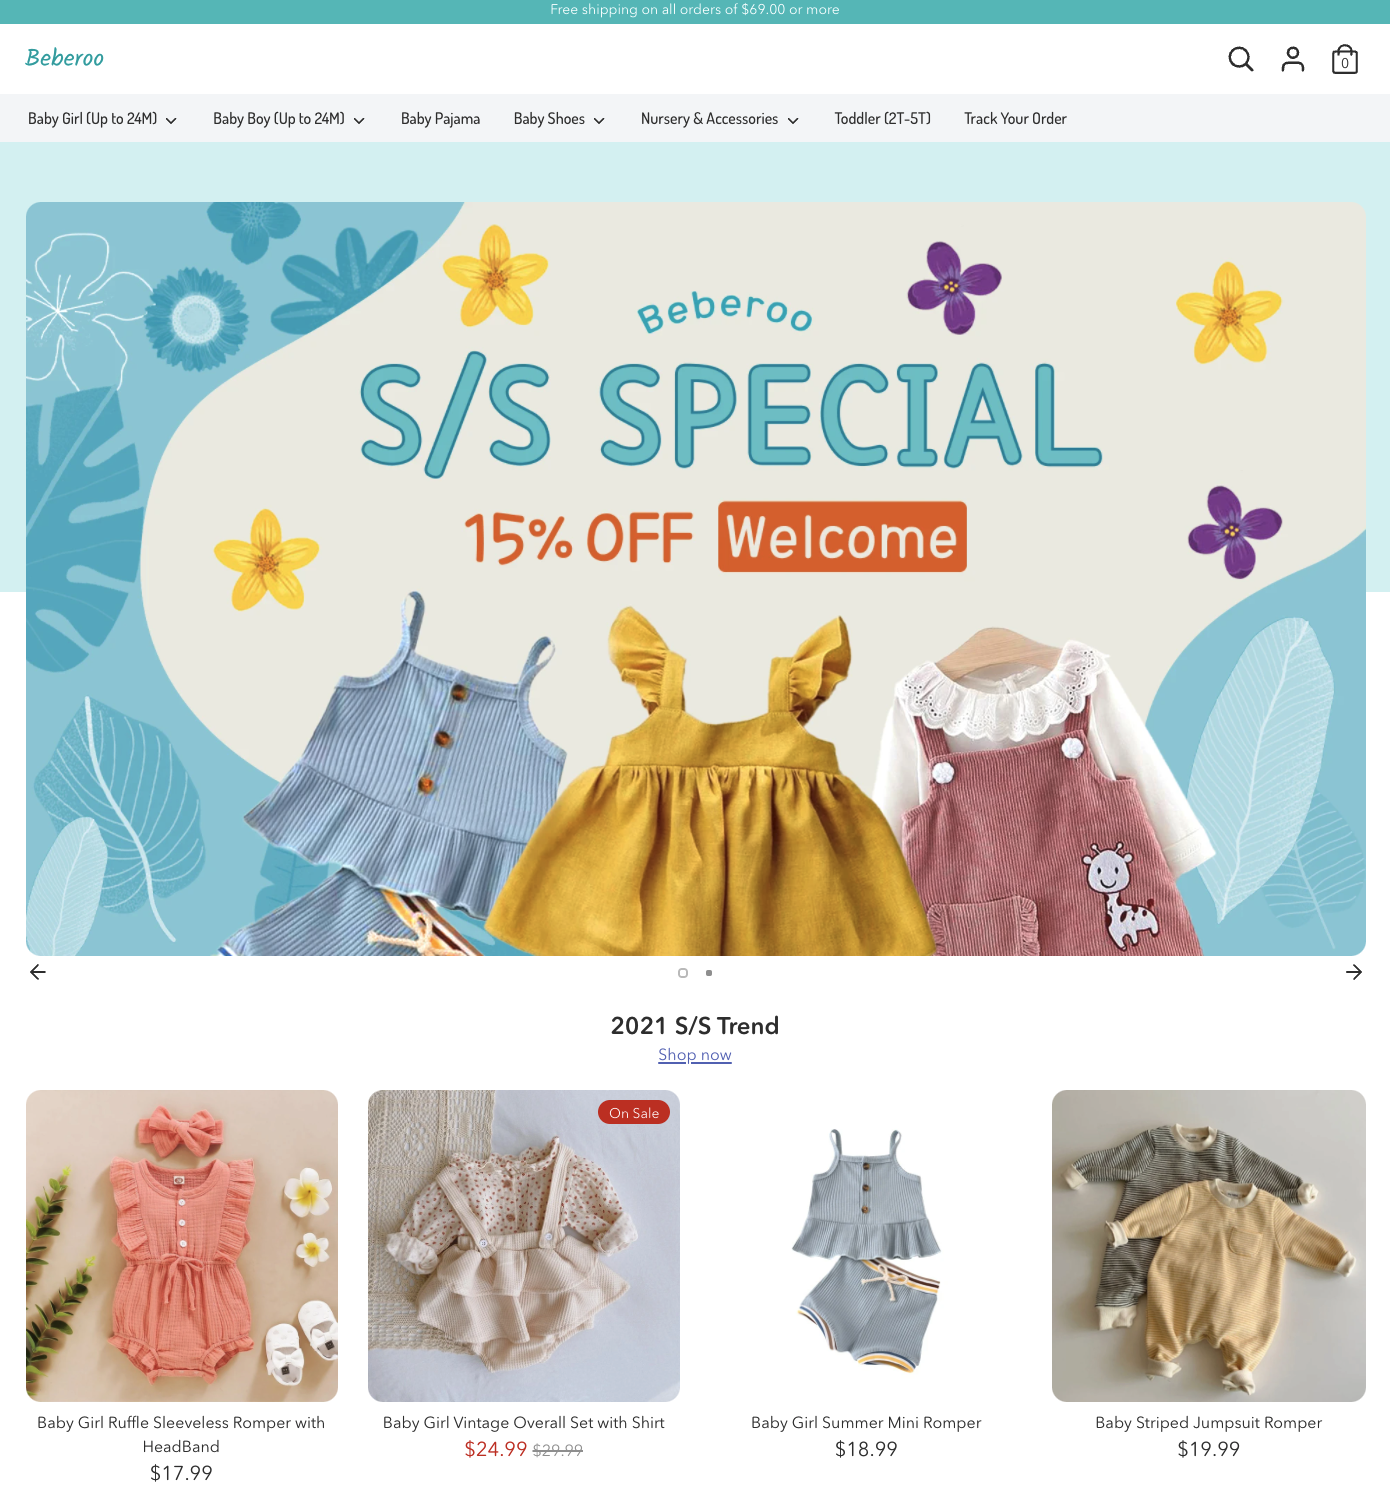 Free shipping on all orders of $69.00 or more
Beberoo
0
Baby Girl (Up to 24M) Baby Boy (Up to 24M) Baby Pajama Baby Shoes Nursery & Accessories Toddler (2T-5T) Track Your Order
Beberoo
S/S SPECIAL
15% OFF Welcome
2021 S/S Trend
Shop now
On Sale
Baby Girl Ruffle Sleeveless Romper with
HeadBand
$17.99
Baby Girl Vintage Overall Set with Shirt
$24.99 $29.99
Baby Girl Summer Mini Romper
$18.99
Baby Striped Jumpsuit Romper
$19.99